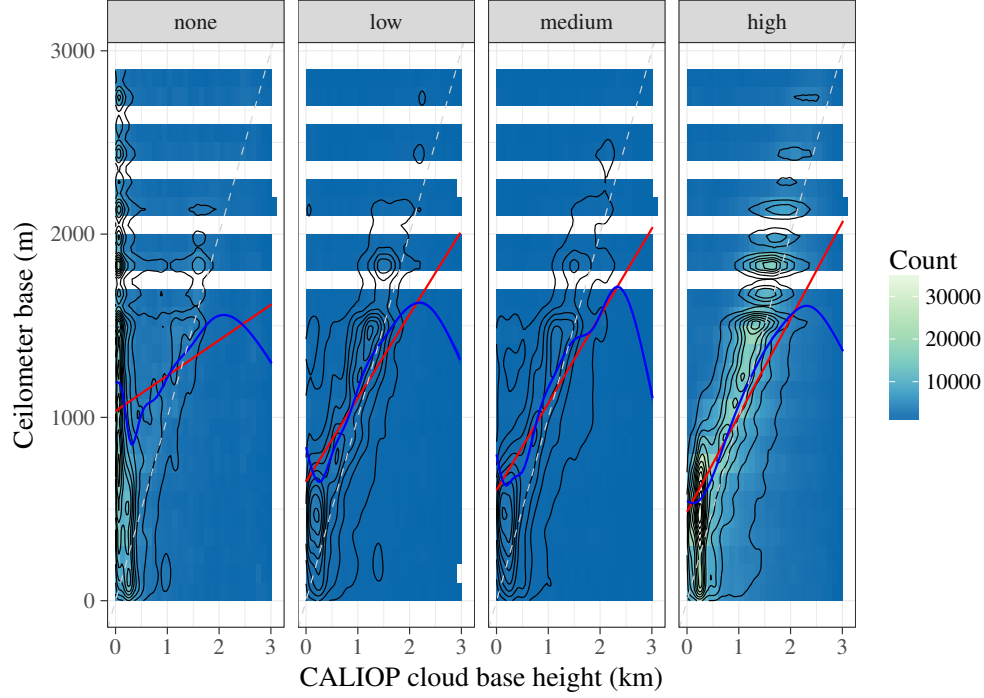 none low medium high
3000
2000
1000
0
Ceilometer base (m)
0 1 2 3 0 1 2 3 0 1 2 3 0 1 2 3
CALIOP cloud base height (km)
Count
30000
20000
10000